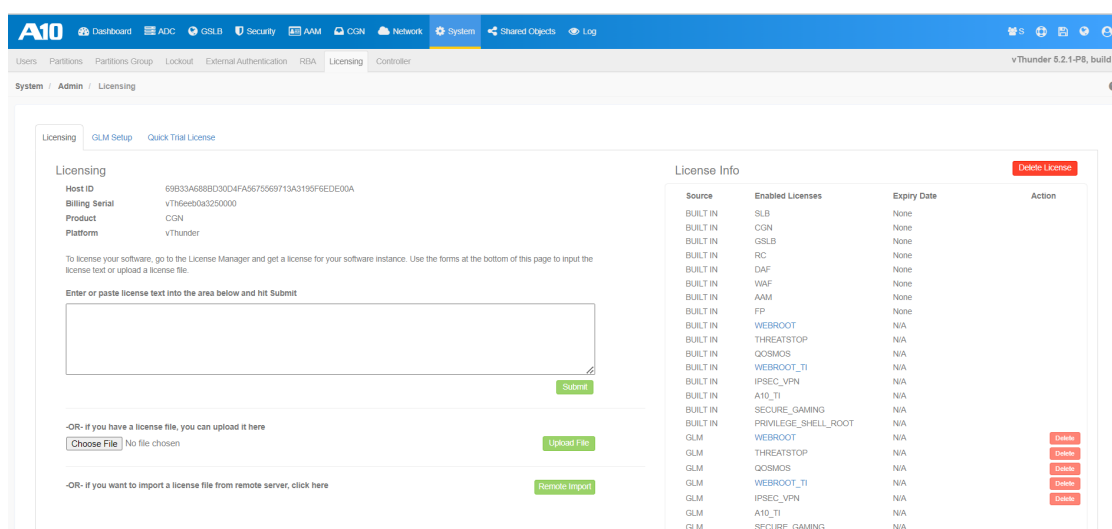 A10 Dashboard ADC GSLB Security AAM CGN Network System Shared Objects Log S
Users Partitions Partitions Group Lockout External Authentication RBA Licensing Controller vThunder 5.2.1-P8, build
System / Admin / Licensing
Licensing GLM Setup Quick Trial License
Licensing
Host ID 69B33A688BD30D4FA5675569713A3195F6EDE00A
Billing Serial vTh6eeb0a3250000
Product CGN
Platform vThunder
To license your software, go to the License Manager and get a license for your software instance. Use the forms at the bottom of this page to input the
license text or upload a license file.
Enter or paste license text into the area below and hit Submit
Submit
-OR- if you have a license file, you can upload it here
Choose File No file chosen Upload File
-OR- if you want to import a license file from remote server, click here Remote Import
License Info Delete License
Source Enabled Licenses Expiry Date Action
BUILT IN SLB None
BUILT IN CGN None
BUILT IN GSLB None
BUILT IN RC None
BUILT IN DAF None
BUILT IN WAF None
BUILT IN AAM None
BUILT IN FP None
BUILT IN WEBROOT N/A
BUILT IN THREATSTOP N/A
BUILT IN QOSMOS N/A
BUILT IN WEBROOT_TI N/A
BUILT IN IPSEC_VPN N/A
BUILT IN A10_TI N/A
BUILT IN SECURE_GAMING N/A
BUILT IN PRIVILEGE_SHELL_ROOT N/A
GLM WEBROOT N/A Delete
GLM THREATSTOP N/A Delete
GLM QOSMOS N/A Delete
GLM WEBROOT_TI N/A Delete
GLM IPSEC_VPN N/A Delete
GLM A10_TI N/A
GLM SECURE_GAMING N/A